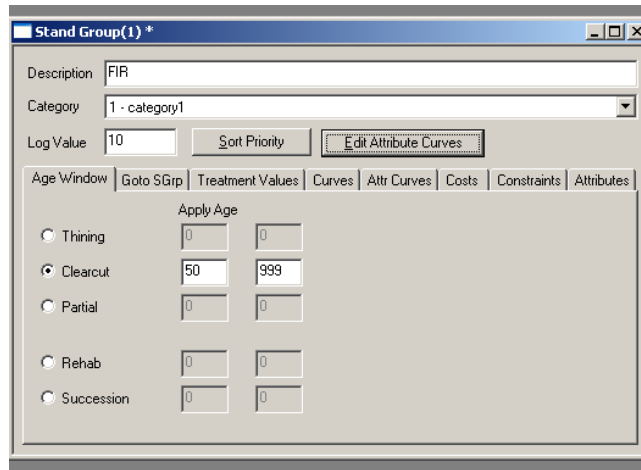 Stand Group(1) *
Description FIR
Category 1 - category1
Log Value 10 Sort Priority Edit Attribute Curves
Age Window Goto SGrp Treatment Values Curves Attr Curves Costs Constraints Attributes
Apply Age
Thining 0 0
Clearcut 50 999
Partial 0 0
Rehab 0 0
Succession 0 0